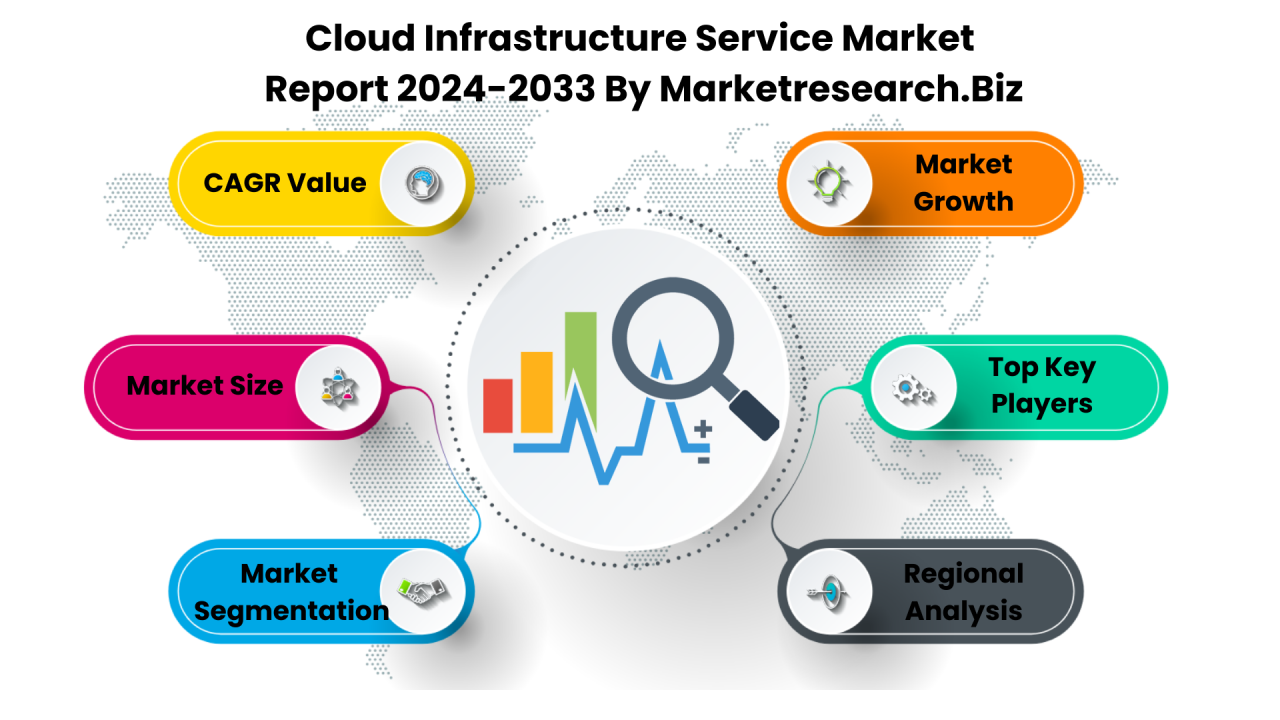 Cloud Infrastructure Service Market
Report 2024-2033 By Marketresearch.Biz
CAGR Value
Market
Growth
Market Size
Top Key
Players
Market
Segmentation
Regional
Analysis